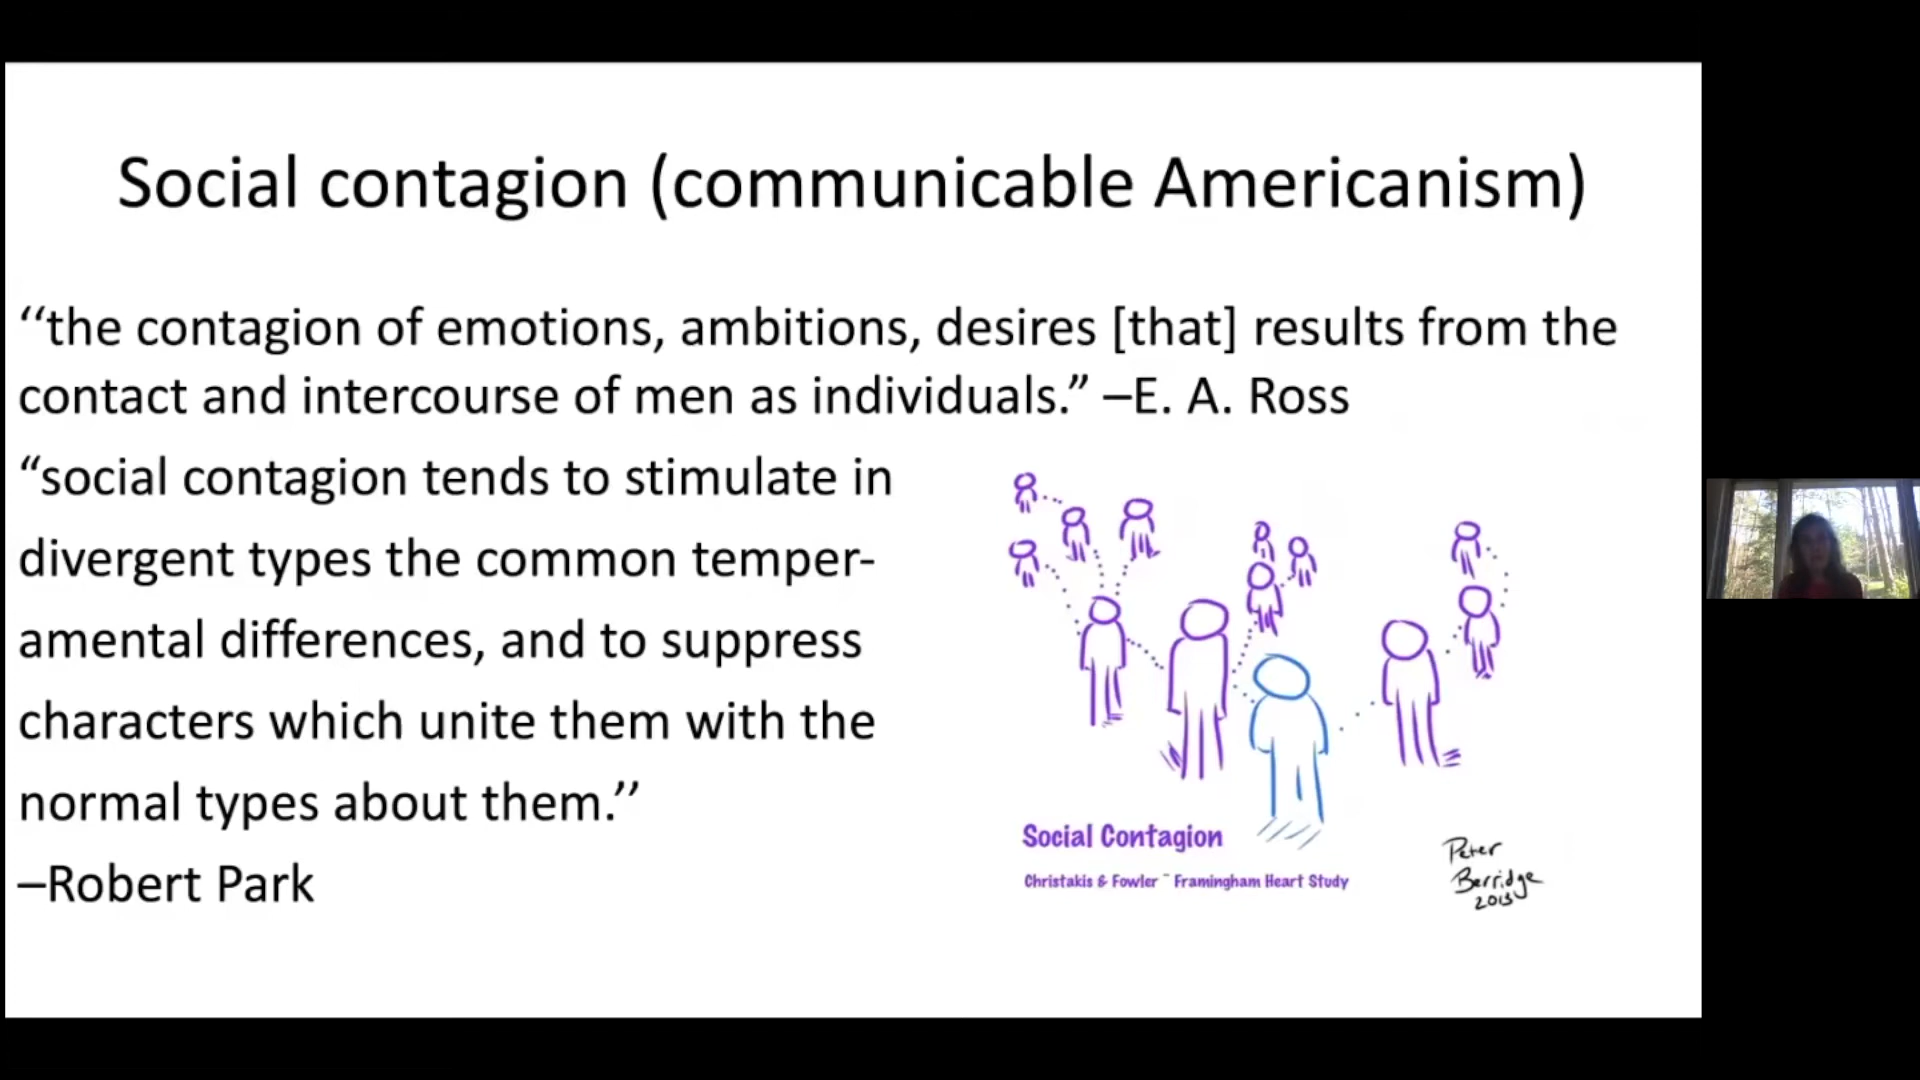 Social contagion (communicable Americanism)
‘‘the contagion of emotions, ambitions, desires [that] results from the
contact and intercourse of men as individuals.” –E. A. Ross
“social contagion tends to stimulate in
divergent types the common temper-
amental differences, and to suppress
characters which unite them with the
normal types about them.’’
–Robert Park
Social Contagion
Christakis & Fowler ~ Framingham Heart Study
Peter
Berridge
2013